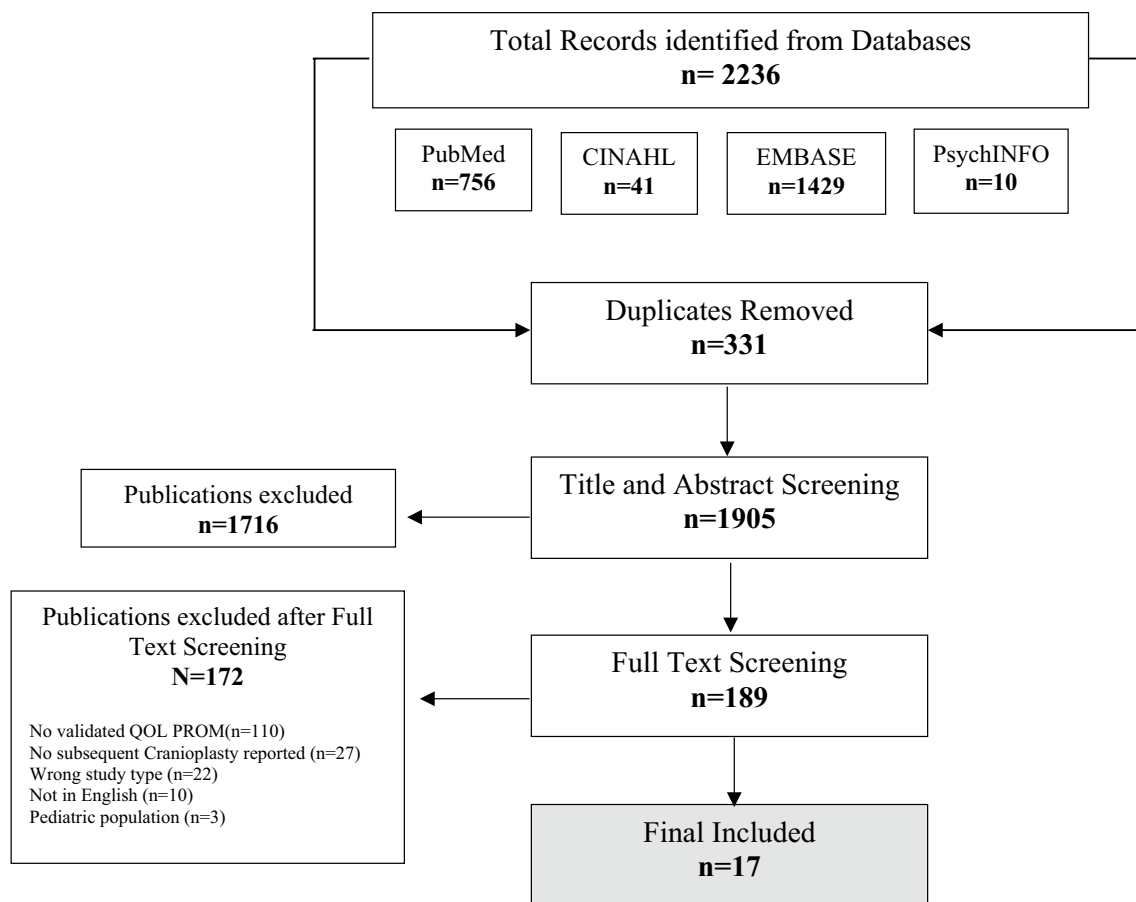 Total Records identified from Databases
n= 2236
PubMed
n=756
CINAHL
n=41
EMBASE
n=1429
PsychINFO
n=10
Duplicates Removed
n=331
Title and Abstract Screening
n=1905
Publications excluded
n=1716
Publications excluded after Full
Text Screening
N=172
No validated QOL PROM(n=110)
No subsequent Cranioplasty reported (n=27)
Wrong study type (n=22)
Not in English (n=10)
Pediatric population (n=3)
Full Text Screening
n=189
Final Included
n=17